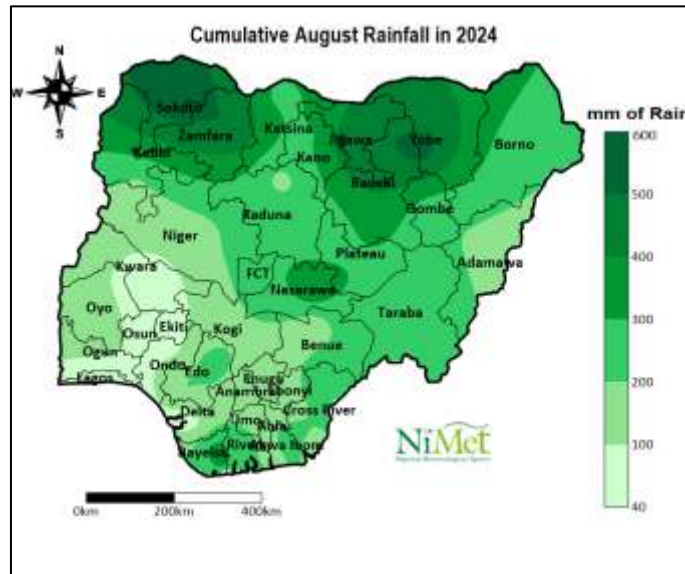 Cumulative August Rainfall in 2024
N
W E
S
mm of Rain
600
500
400
300
200
100
40
Sokoto
Zamfara
Katsina
Jigawa
Yobe
Borno
Kebbi
Kano
Bauchi
Gombe
Kaduna
Niger
Plateau
Adamawa
Kwara
FCT
Nasarawa
Taraba
Oyo
Osun
Ekiti
Kogi
Benue
Ogun
Ondo
Edo
Enugu
Lagos
Anambra
Ebonyi
Delta
Imo
Abia
Cross River
Bayelsa
Rivers
Akwa Ibom
NiMet
0km 200km 400km